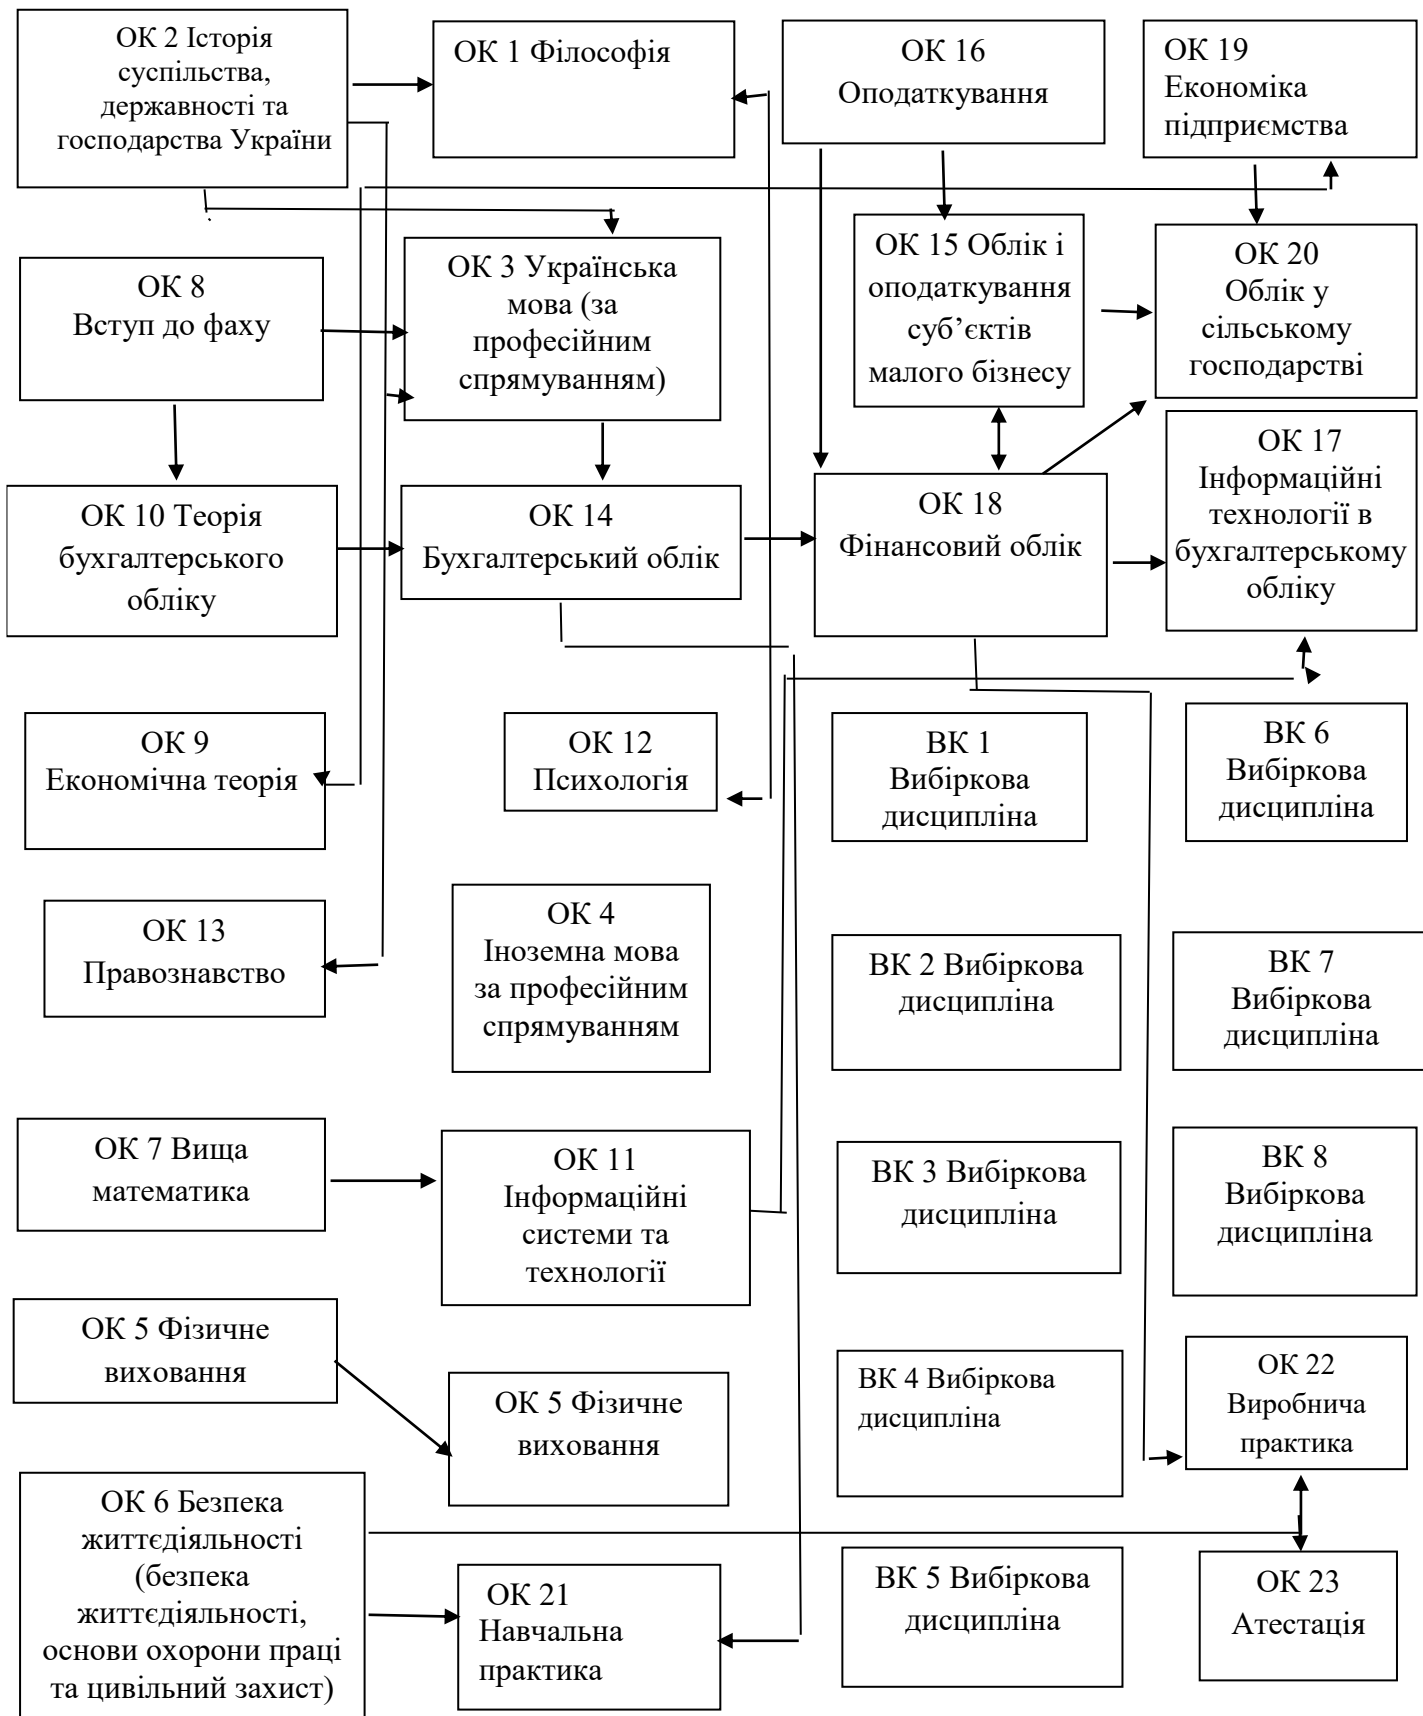 ОК 2 Історія
суспільства,
державності та
господарства України
ОК 1 Філософія
ОК 16
Оподаткування
ОК 19
Економіка
підприємства
ОК 8
Вступ до фаху
ОК 3 Українська
мова (за
професійним
спрямуванням)
ОК 15 Облік і
оподаткування
суб’єктів
малого бізнесу
ОК 20
Облік у
сільському
господарстві
ОК 10 Теорія
бухгалтерського
обліку
ОК 14
Бухгалтерський облік
ОК 18
Фінансовий облік
ОК 17
Інформаційні
технології в
бухгалтерському
обліку
ОК 9
Економічна теорія
ОК 12
Психологія
ВК 1
Вибіркова
дисципліна
ВК 6
Вибіркова
дисципліна
ОК 13
Правознавство
ОК 4
Іноземна мова
за професійним
спрямуванням
ВК 2 Вибіркова
дисципліна
ВК 7
Вибіркова
дисципліна
ОК 7 Вища
математика
ОК 11
Інформаційні
системи та
технології
ВК 3 Вибіркова
дисципліна
ВК 8
Вибіркова
дисципліна
ОК 5 Фізичне
виховання
ОК 5 Фізичне
виховання
ВК 4 Вибіркова
дисципліна
ОК 22
Виробнича
практика
ОК 6 Безпека
життєдіяльності
(безпека
життєдіяльності,
основи охорони праці
та цивільний захист)
ОК 21
Навчальна
практика
ВК 5 Вибіркова
дисципліна
ОК 23
Атестація